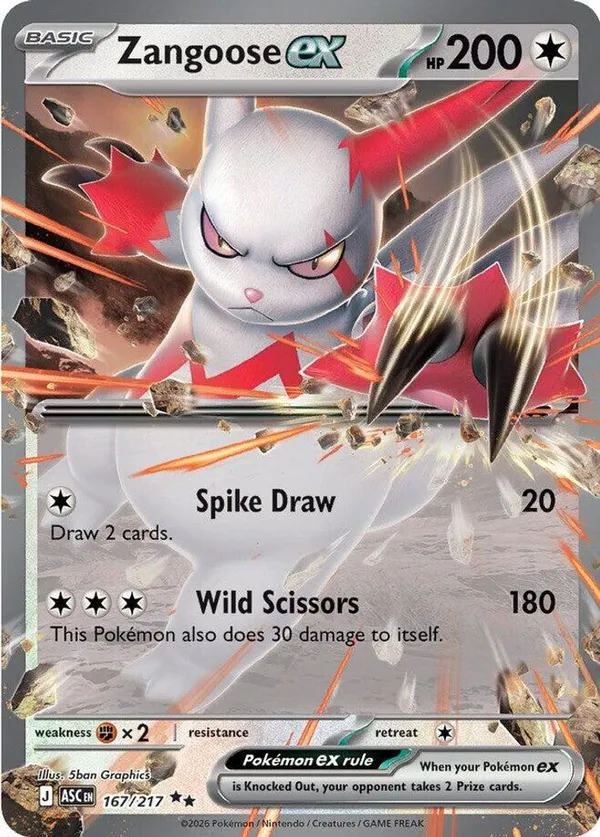 BASIC Zangoose ex HP 200
Spike Draw 20
Draw 2 cards.
Wild Scissors 180
This Pokémon also does 30 damage to itself.
weakness ×2 resistance retreat
Illus. 5ban Graphics
Pokémon ex rule When your Pokémon ex
is Knocked Out, your opponent takes 2 Prize cards.
J ASC EN 167/217 ★★
©2026 Pokémon / Nintendo / Creatures / GAME FREAK